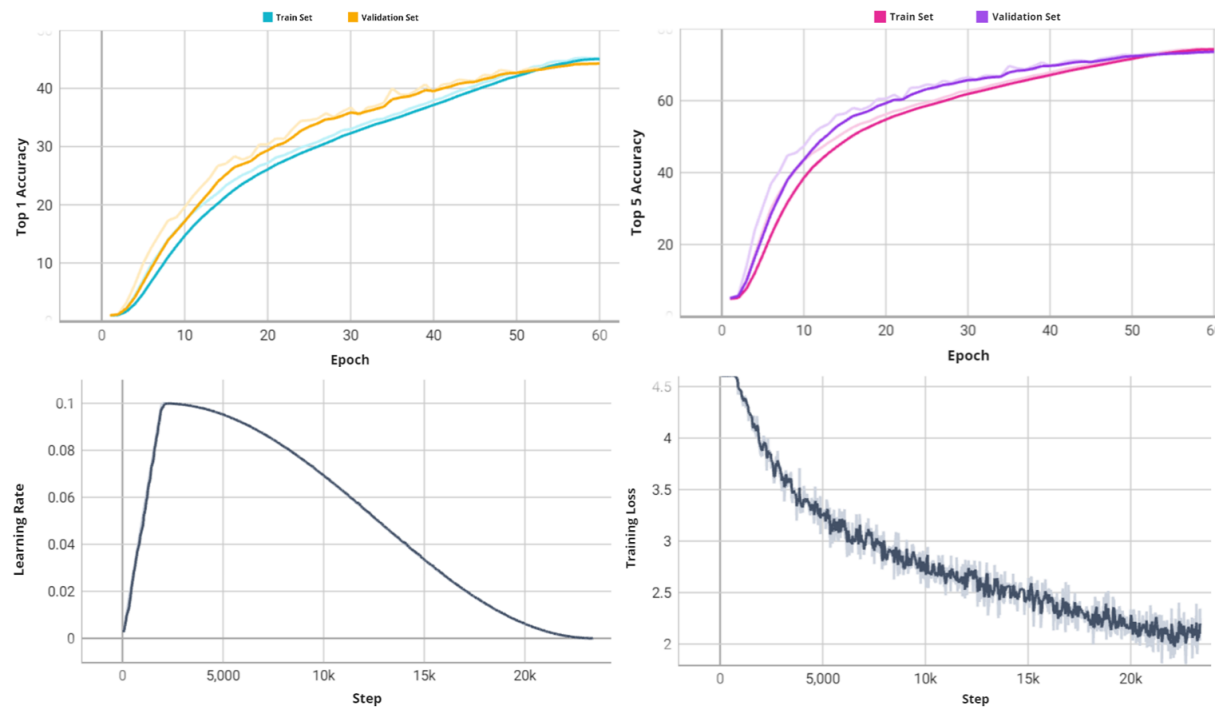 Train Set Validation Set
Top 1 Accuracy
40
30
20
10
0 10 20 30 40 50 60
Epoch
Train Set Validation Set
Top 5 Accuracy
60
40
20
0 10 20 30 40 50
Epoch
Learning Rate
0.1
0.08
0.06
0.04
0.02
0
0 5,000 10k 15k 20k
Step
Training Loss
4.5
4
3.5
3
2.5
2
0 5,000 10k 15k 20k
Step